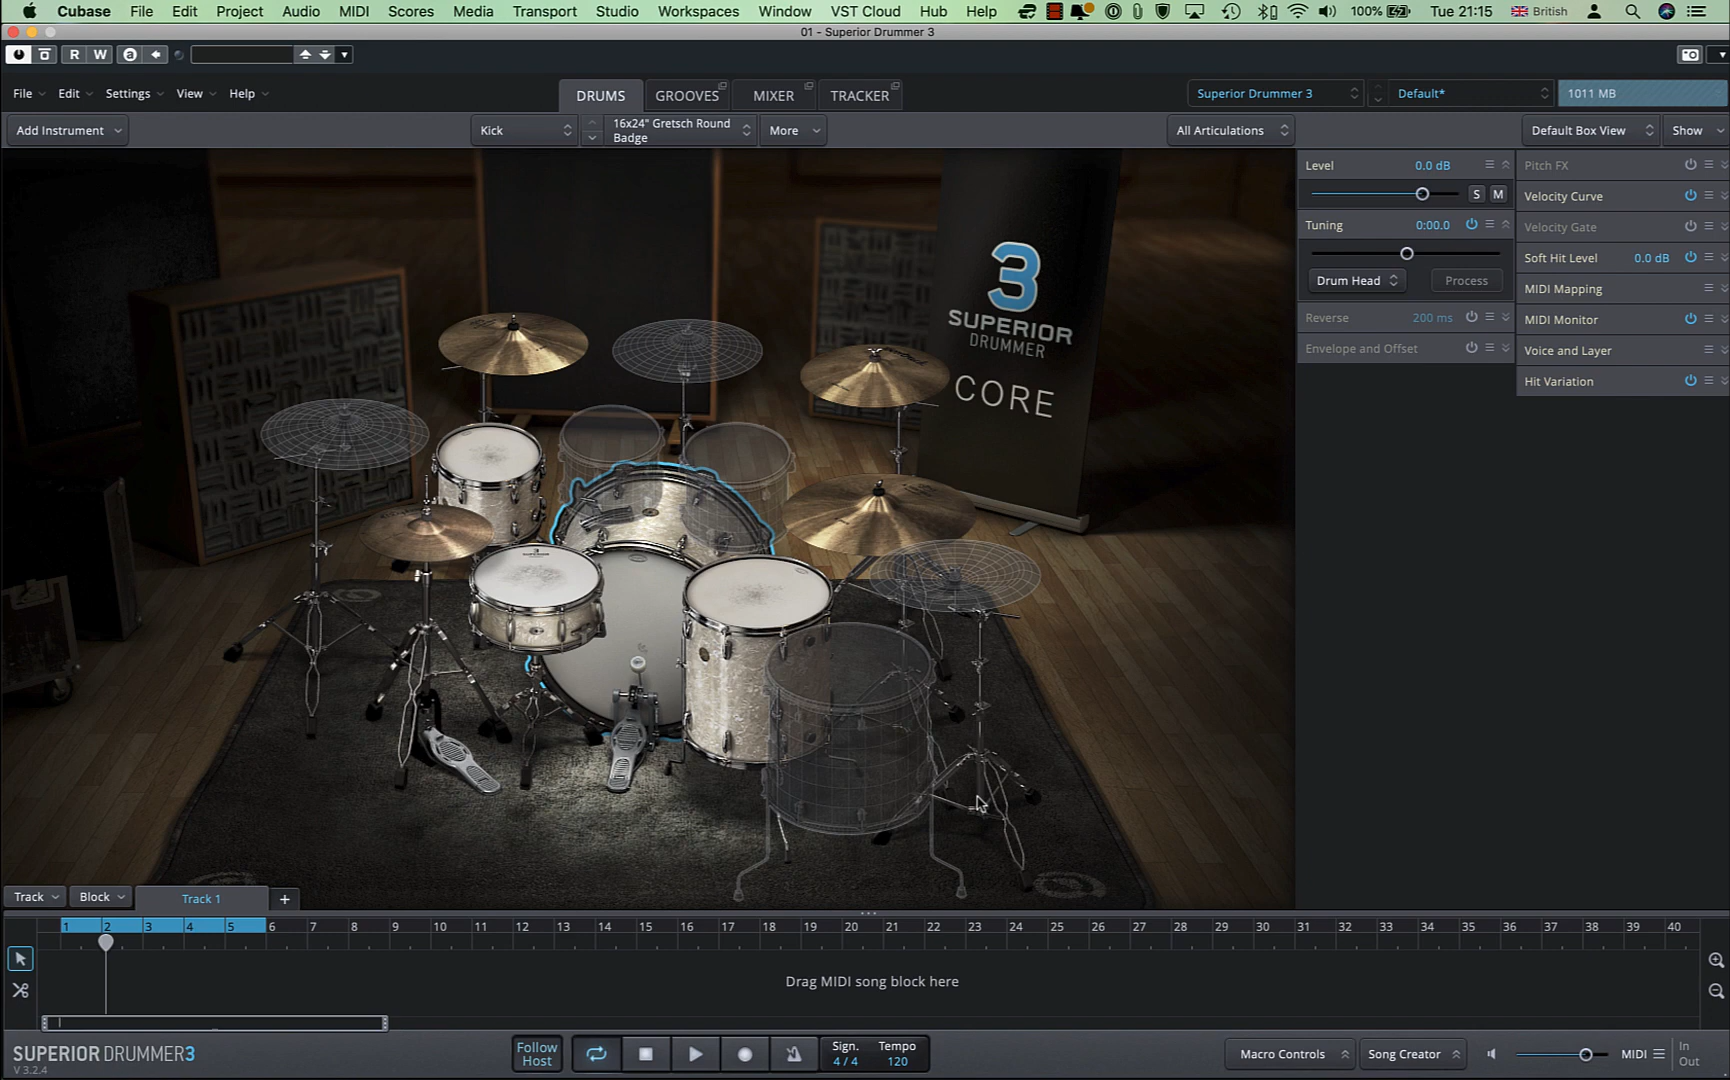 Cubase File Edit Project Audio MIDI Scores Media Transport Studio Workspaces Window VST Cloud Hub Help 100% Tue 21:15 British
01 - Superior Drummer 3
R W a
File Edit Settings View Help
DRUMS GROOVES MIXER TRACKER
Superior Drummer 3 Default* 1011 MB
Add Instrument Kick 16x24" Gretsch Round
Badge
More All Articulations Default Box View Show
Level 0.0 dB
S M
Tuning 0:00.0
Drum Head Process
Reverse 200 ms
Envelope and Offset
Pitch FX
Velocity Curve
Velocity Gate
Soft Hit Level 0.0 dB
MIDI Mapping
MIDI Monitor
Voice and Layer
Hit Variation
3
SUPERIOR
DRUMMER
CORE
Track Block Track 1 +
1 2 3 4 5 6 7 8 9 10 11 12 13 14 15 16 17 18 19 20 21 22 23 24 25 26 27 28 29 30 31 32 33 34 35 36 37 38 39 40
Drag MIDI song block here
SUPERIOR DRUMMER3
V 3.2.4
Follow
Host
Sign.
4 / 4
Tempo
120
Macro Controls Song Creator MIDI In
Out